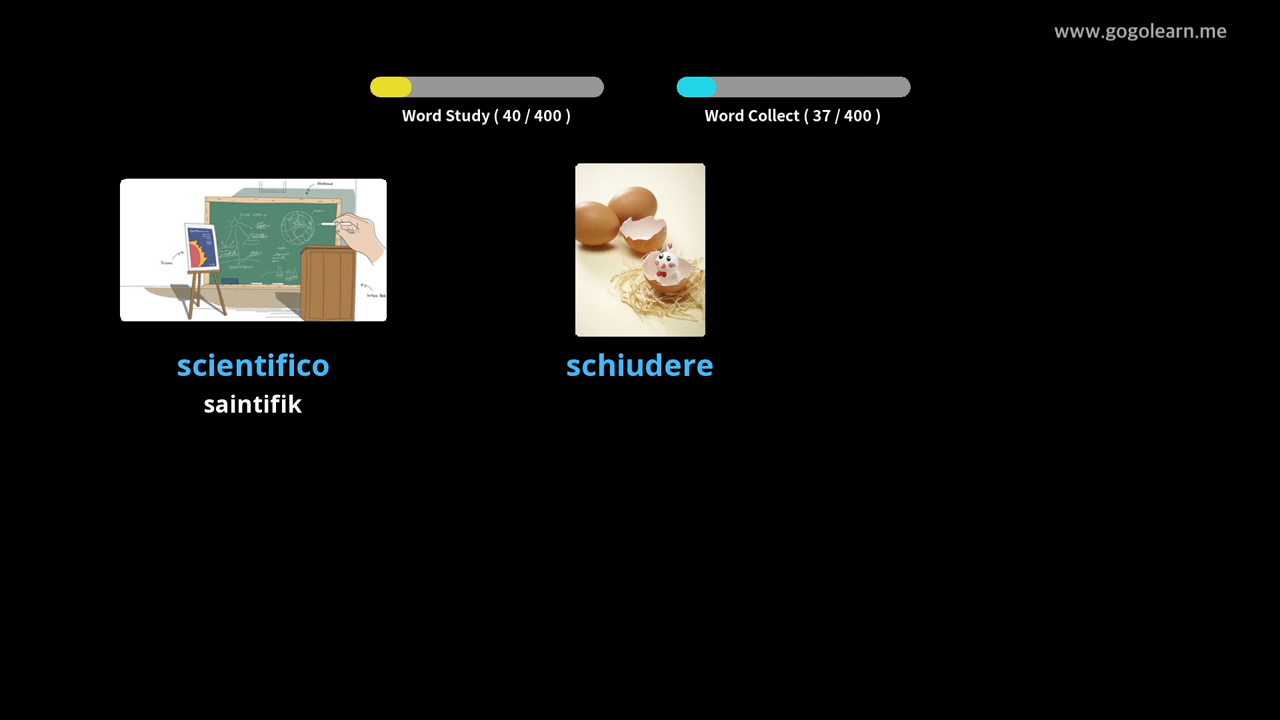 www.gogolearn.me
Word Study ( 40 / 400 )
Word Collect ( 37 / 400 )
scientifico
saintifik
schiudere